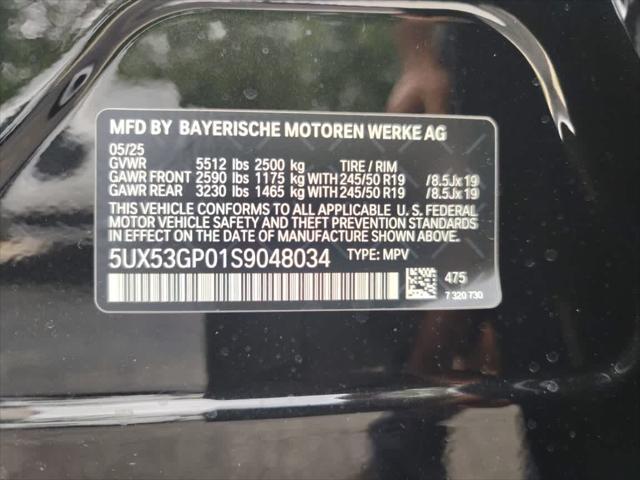 MFD BY BAYERISCHE MOTOREN WERKE AG
05/25
GVWR 5512 lbs 2500 kg TIRE / RIM
GAWR FRONT 2590 lbs 1175 kg WITH 245/50 R19 /8.5Jx19
GAWR REAR 3230 lbs 1465 kg WITH 245/50 R19 /8.5Jx19
THIS VEHICLE CONFORMS TO ALL APPLICABLE U. S. FEDERAL
MOTOR VEHICLE SAFETY AND THEFT PREVENTION STANDARDS
IN EFFECT ON THE DATE OF MANUFACTURE SHOWN ABOVE.
5UX53GP01S9048034 TYPE: MPV
475
7 320 730